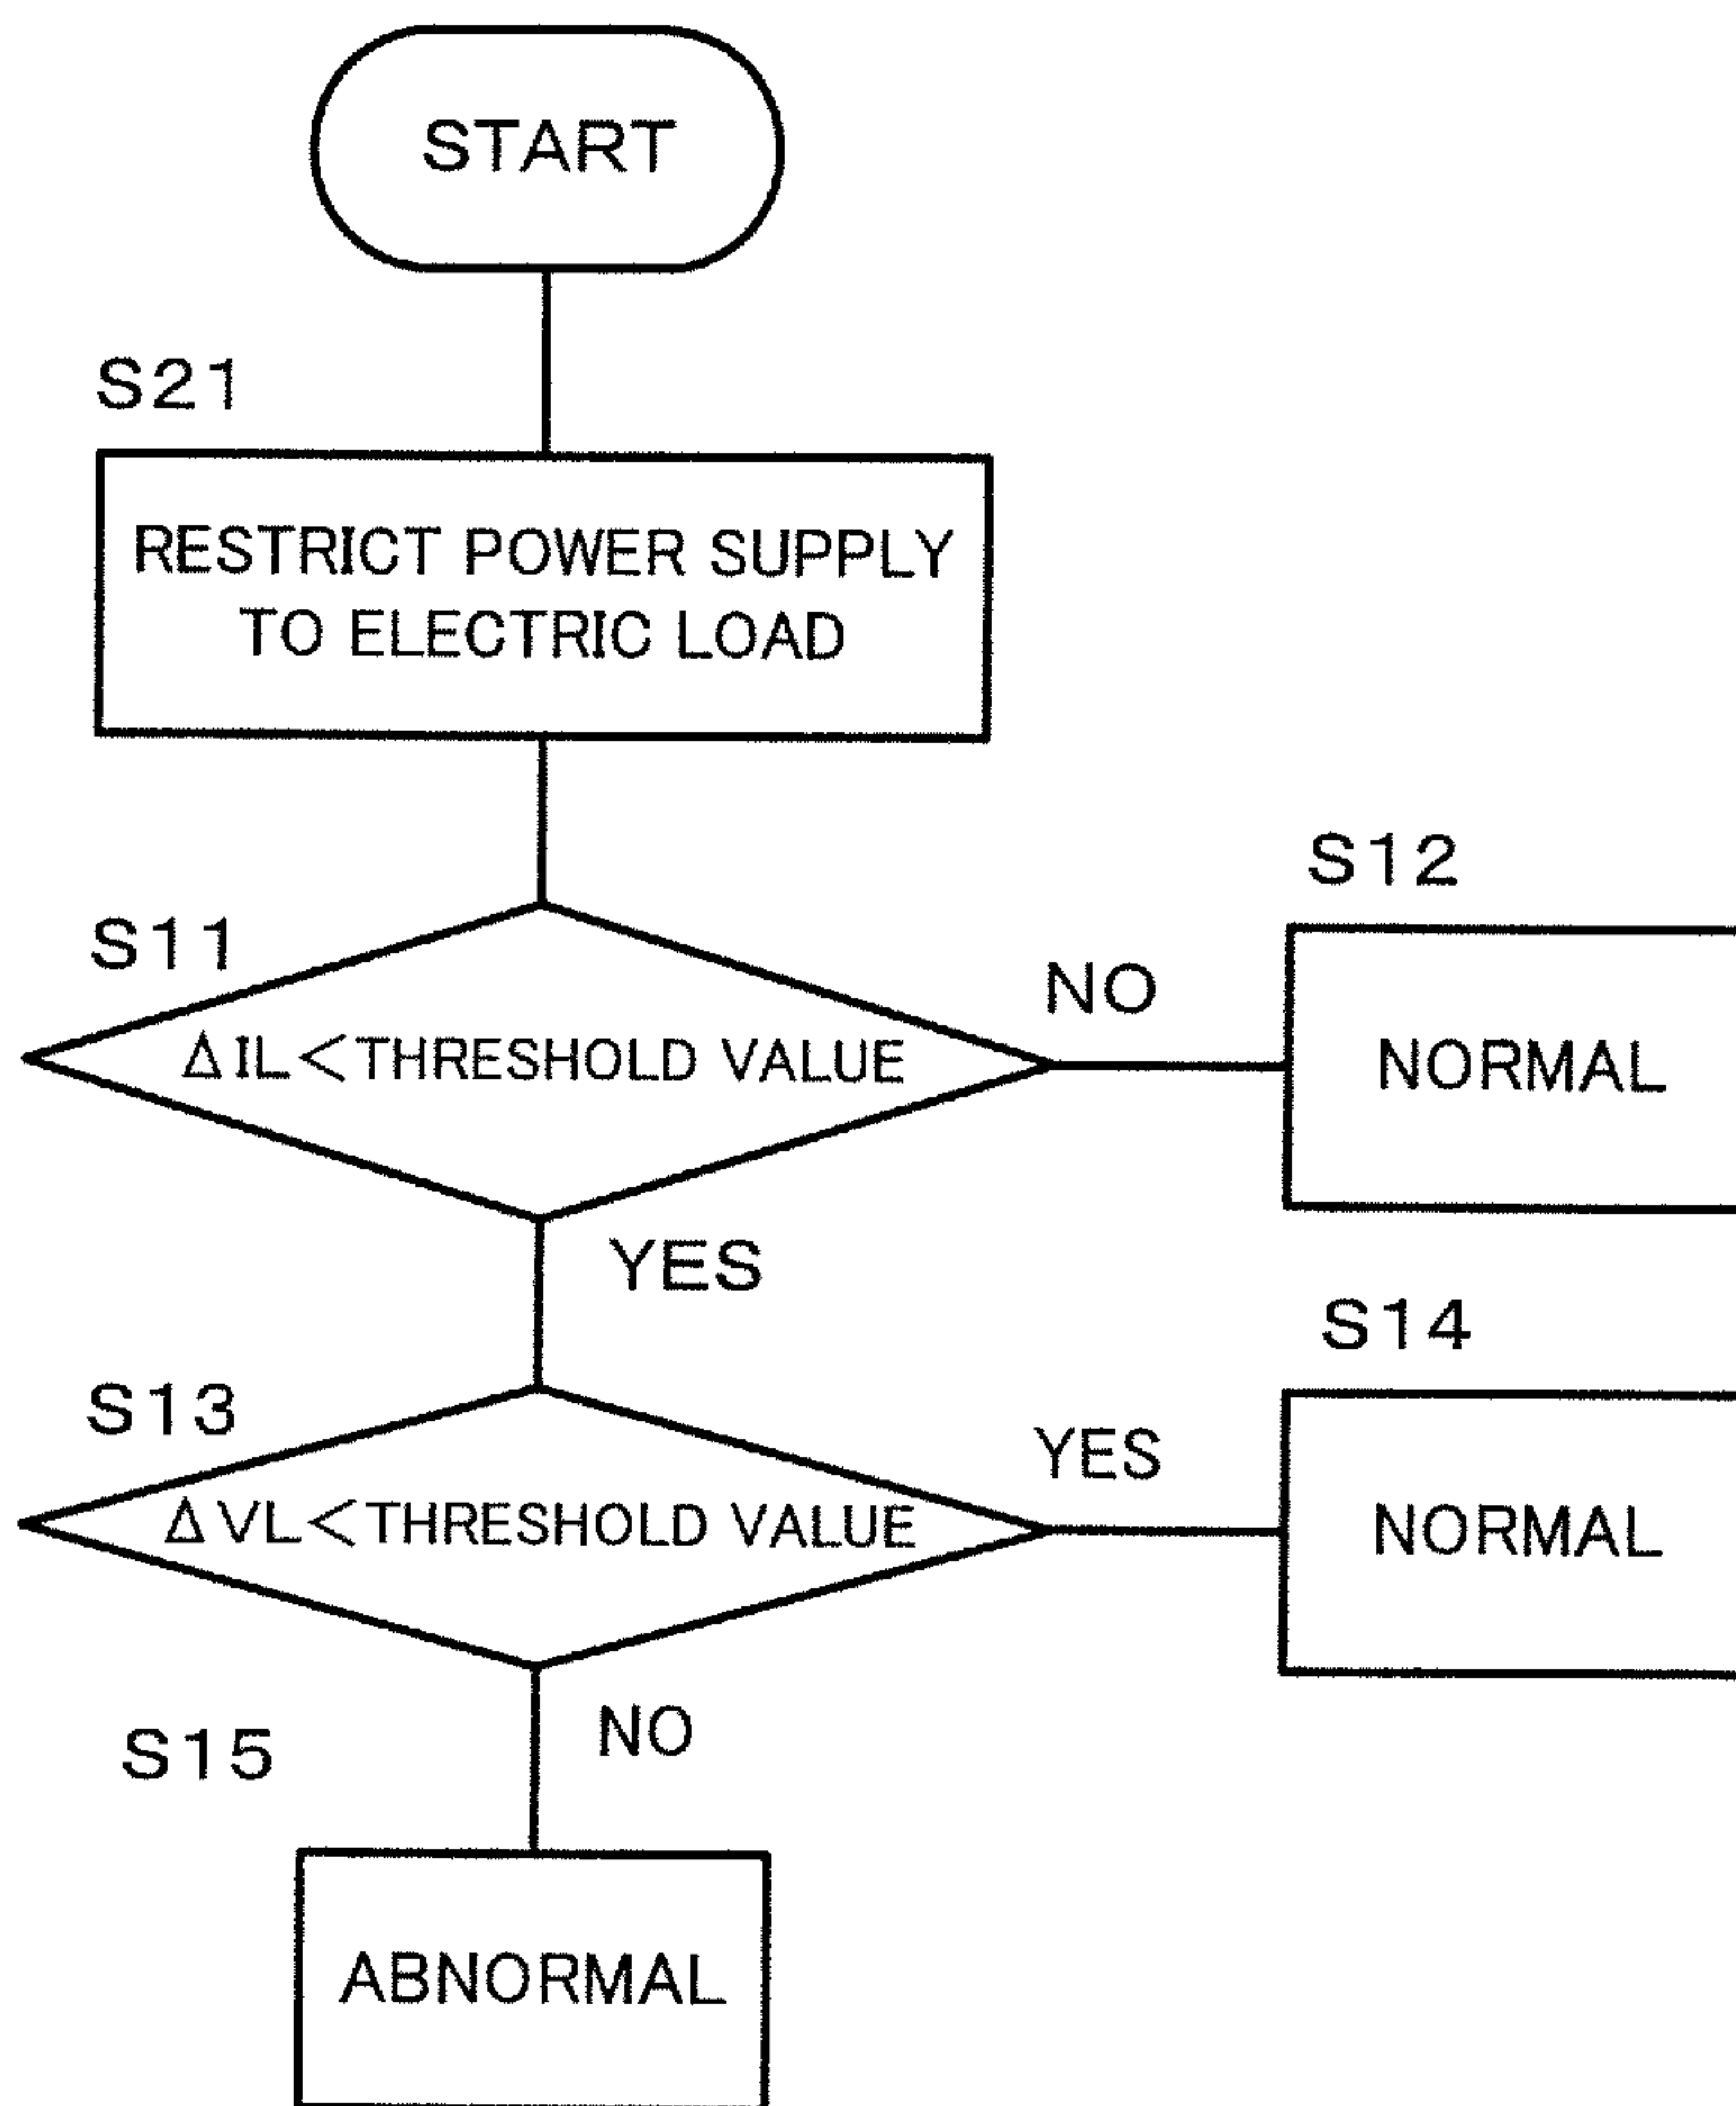 START
S21
RESTRICT POWER SUPPLY
TO ELECTRIC LOAD
S11
ΔIL<THRESHOLD VALUE
NO
S12
NORMAL
YES
S13
ΔVL<THRESHOLD VALUE
YES
S14
NORMAL
NO
S15
ABNORMAL